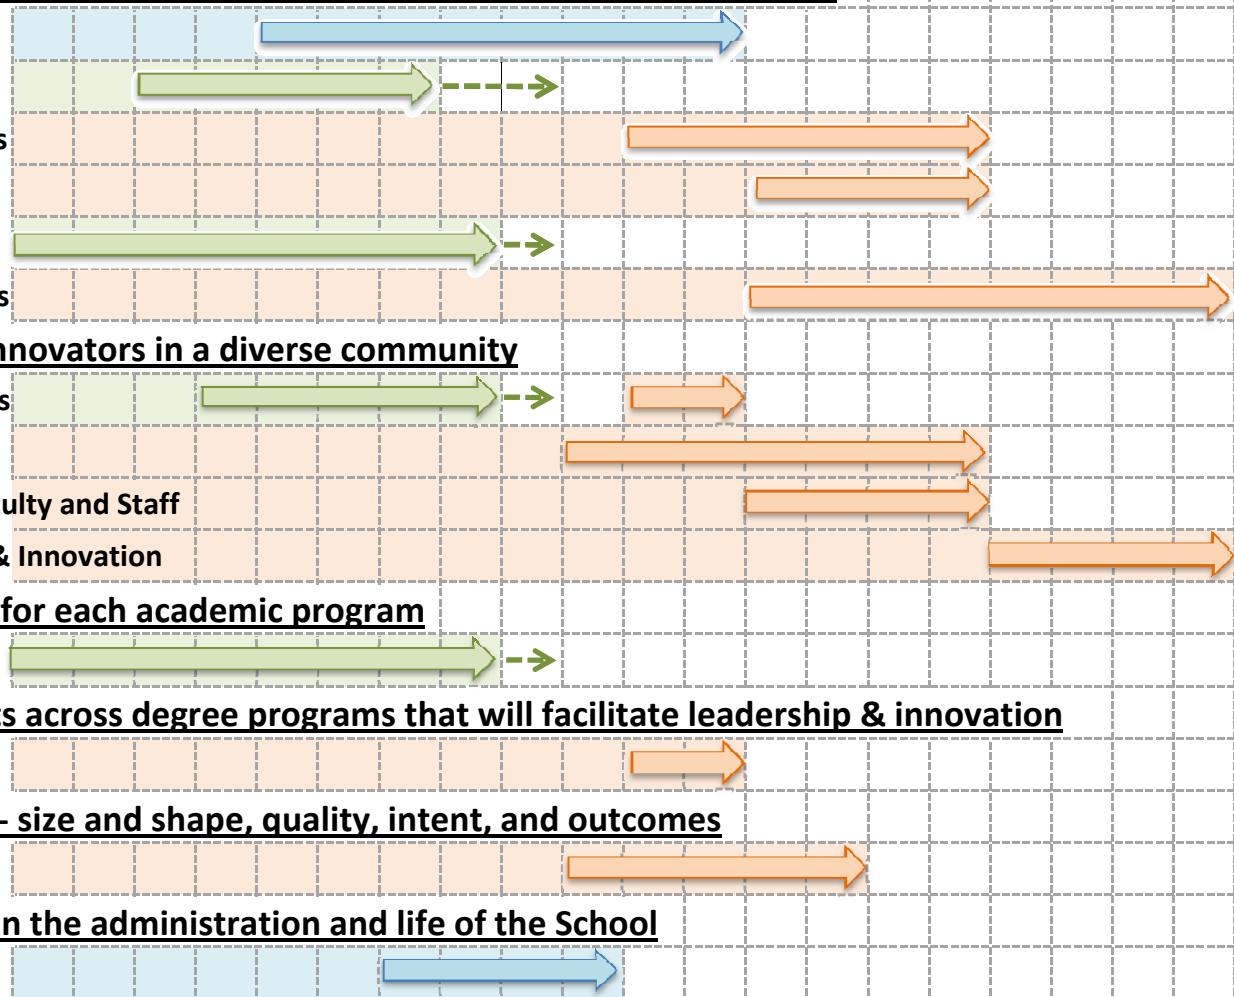 s
s
nnovators in a diverse community
s
ulty and Staff
& Innovation
for each academic program
ts across degree programs that will facilitate leadership & innovation
- size and shape, quality, intent, and outcomes
n the administration and life of the School